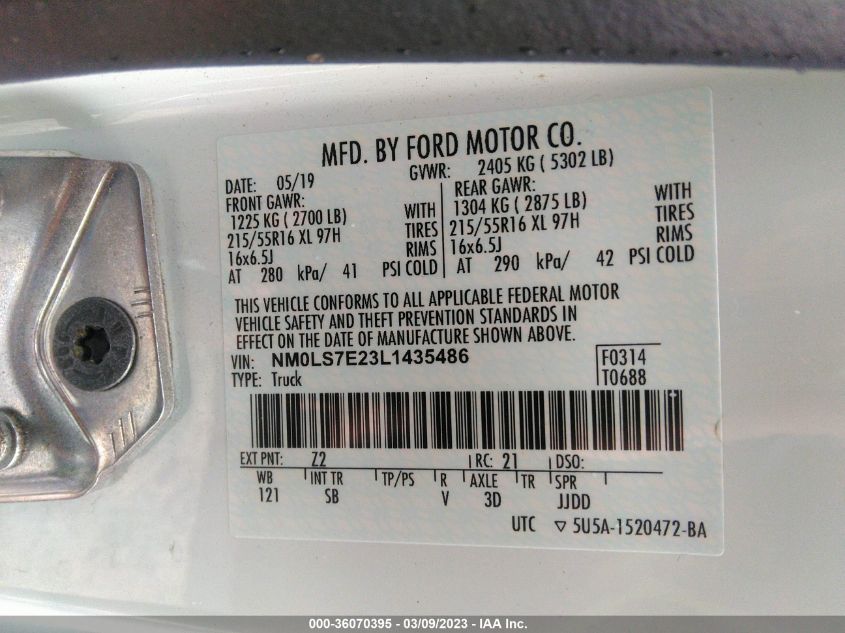 MFD. BY FORD MOTOR CO.
DATE: 05/19 GVWR: 2405 KG ( 5302 LB)
FRONT GAWR: REAR GAWR:
1225 KG ( 2700 LB) WITH 1304 KG ( 2875 LB) WITH
215/55R16 XL 97H TIRES 215/55R16 XL 97H TIRES
16x6.5J RIMS 16x6.5J RIMS
AT 280 kPa/ 41 PSI COLD AT 290 kPa/ 42 PSI COLD
THIS VEHICLE CONFORMS TO ALL APPLICABLE FEDERAL MOTOR
VEHICLE SAFETY AND THEFT PREVENTION STANDARDS IN
EFFECT ON THE DATE OF MANUFACTURE SHOWN ABOVE.
VIN: NM0LS7E23L1435486 F0314
TYPE: Truck T0688
EXT PNT: Z2 RC: 21 DSO:
WB INT TR TP/PS R AXLE TR SPR
121 SB V 3D JJDD
UTC ▽ 5U5A-1520472-BA
000-36070395 - 03/09/2023 - IAA Inc.